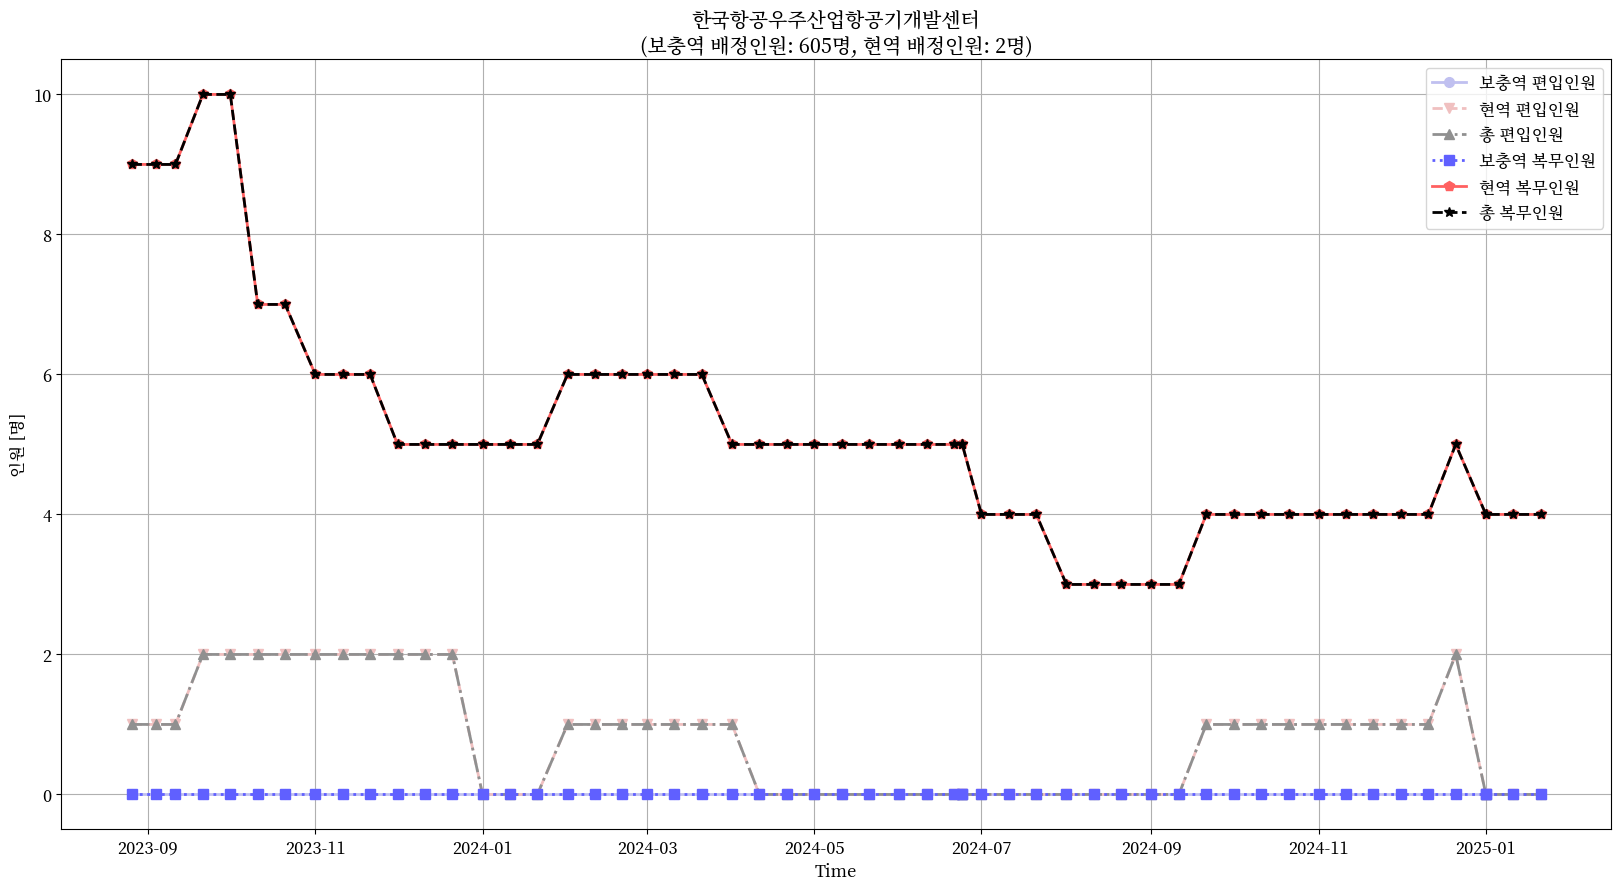 한국항공우주산업항공기개발센터
(보충역 배정인원: 605명, 현역 배정인원: 2명)
보충역 편입인원
현역 편입인원
총 편입인원
보충역 복무인원
현역 복무인원
총 복무인원
인원 [명]
10
8
6
4
2
0
2023-09
2023-11
2024-01
2024-03
2024-05
2024-07
2024-09
2024-11
2025-01
Time